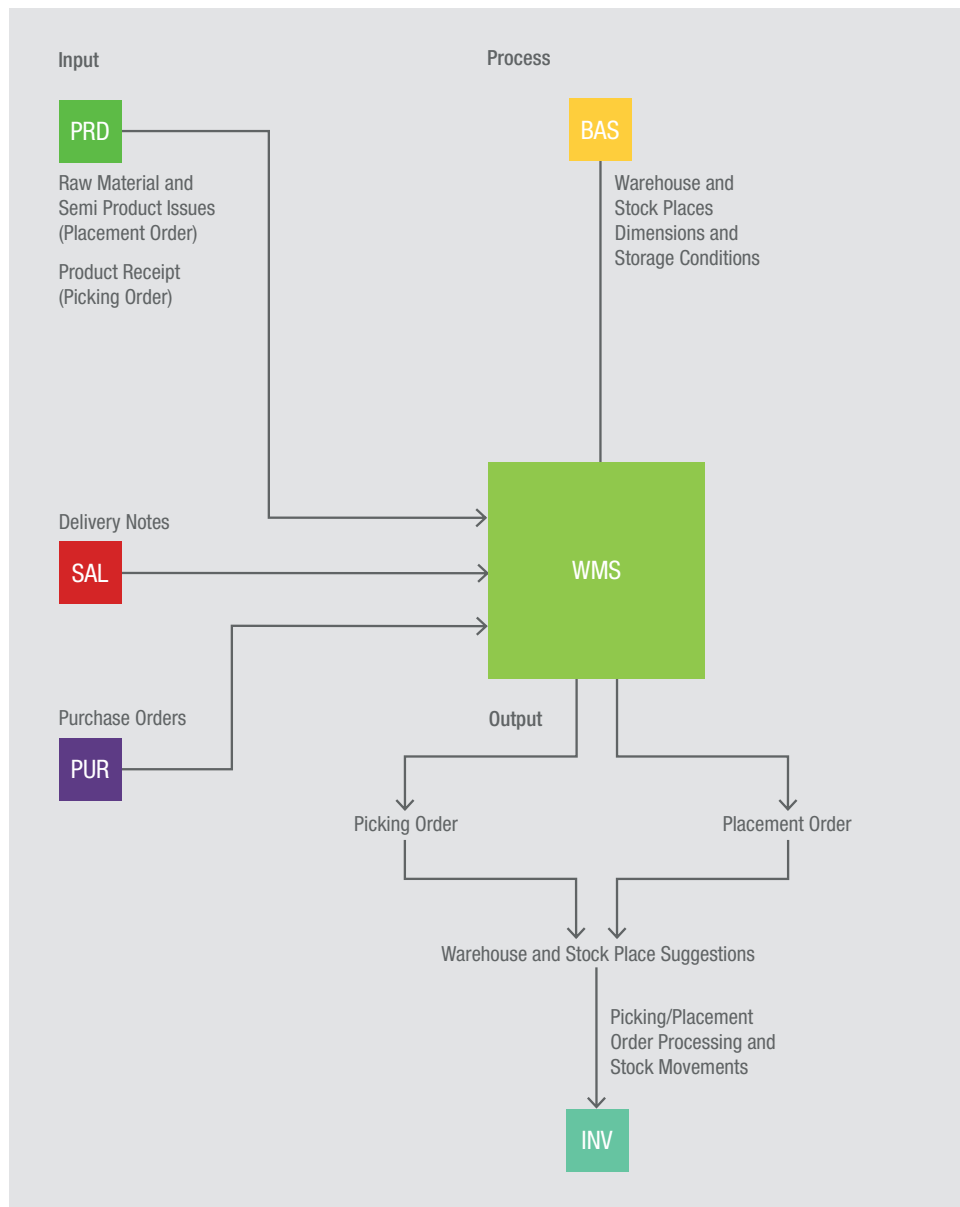 Input
Process
PRD
BAS
Raw Material and
Semi Product Issues
(Placement Order)
Product Receipt
(Picking Order)
Warehouse and
Stock Places
Dimensions and
Storage Conditions
Delivery Notes
SAL
WMS
Purchase Orders
PUR
Output
Picking Order
Placement Order
Warehouse and Stock Place Suggestions
Picking/Placement
Order Processing and
Stock Movements
INV